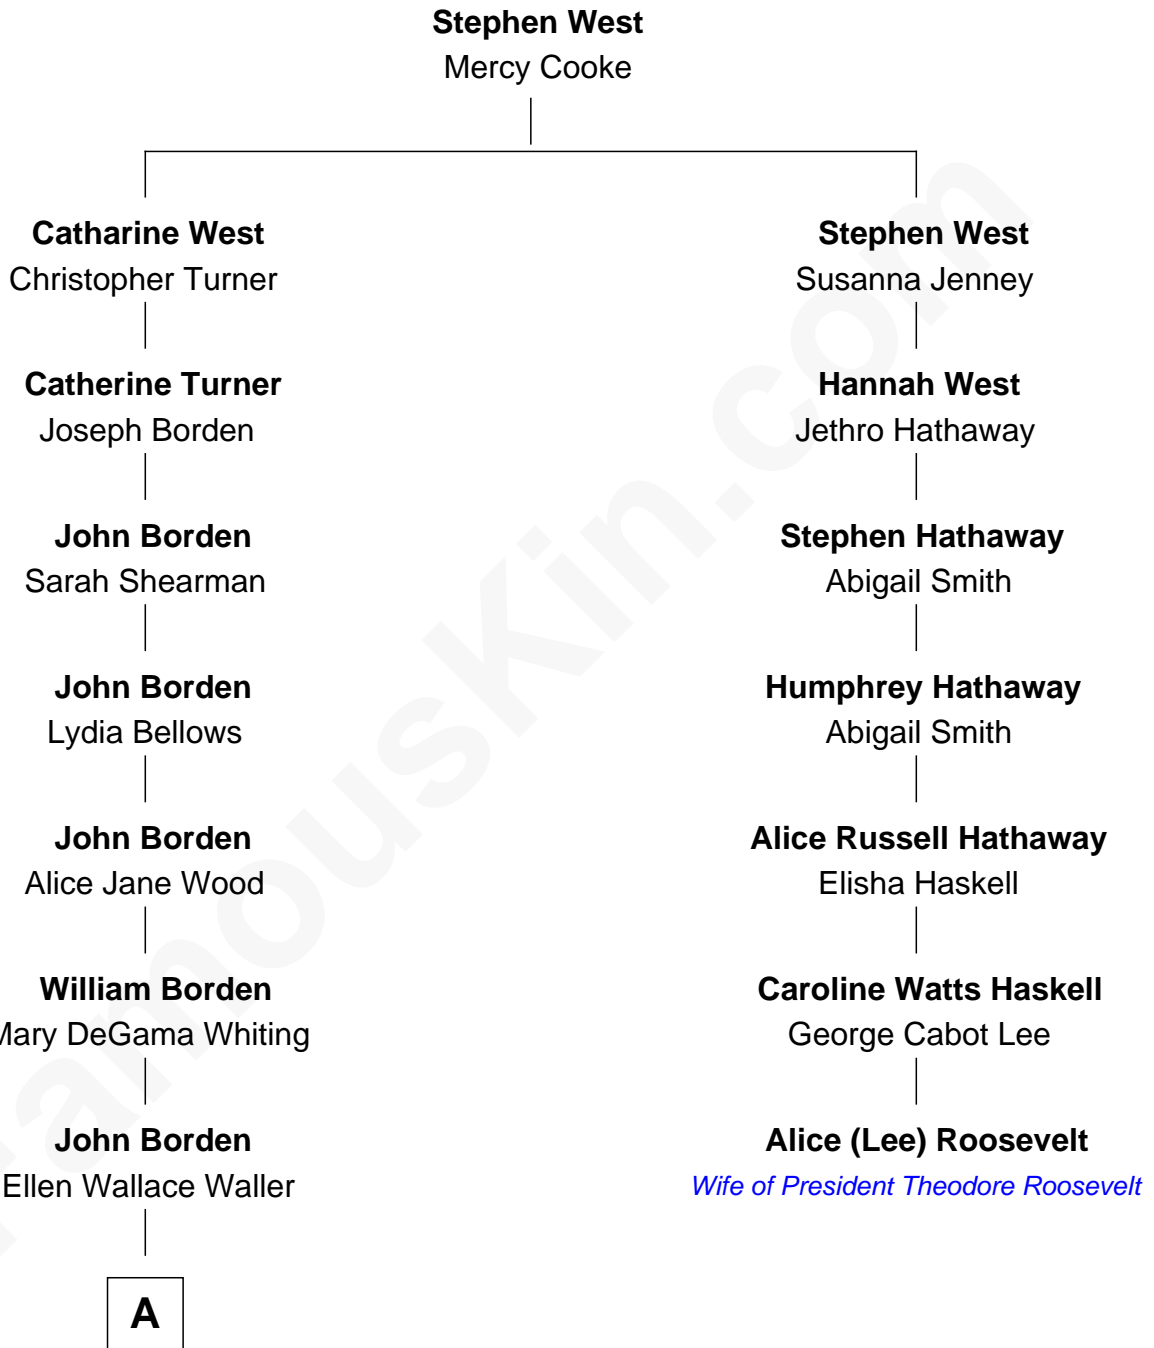 Stephen West
Mercy Cooke
Catharine West
Christopher Turner
Stephen West
Susanna Jenney
Catherine Turner
Joseph Borden
Hannah West
Jethro Hathaway
John Borden
Sarah Shearman
Stephen Hathaway
Abigail Smith
John Borden
Lydia Bellows
Humphrey Hathaway
Abigail Smith
John Borden
Alice Jane Wood
Alice Russell Hathaway
Elisha Haskell
William Borden
Mary DeGama Whiting
Caroline Watts Haskell
George Cabot Lee
John Borden
Ellen Wallace Waller
Alice (Lee) Roosevelt
Wife of President Theodore Roosevelt
A
FamousKin.com